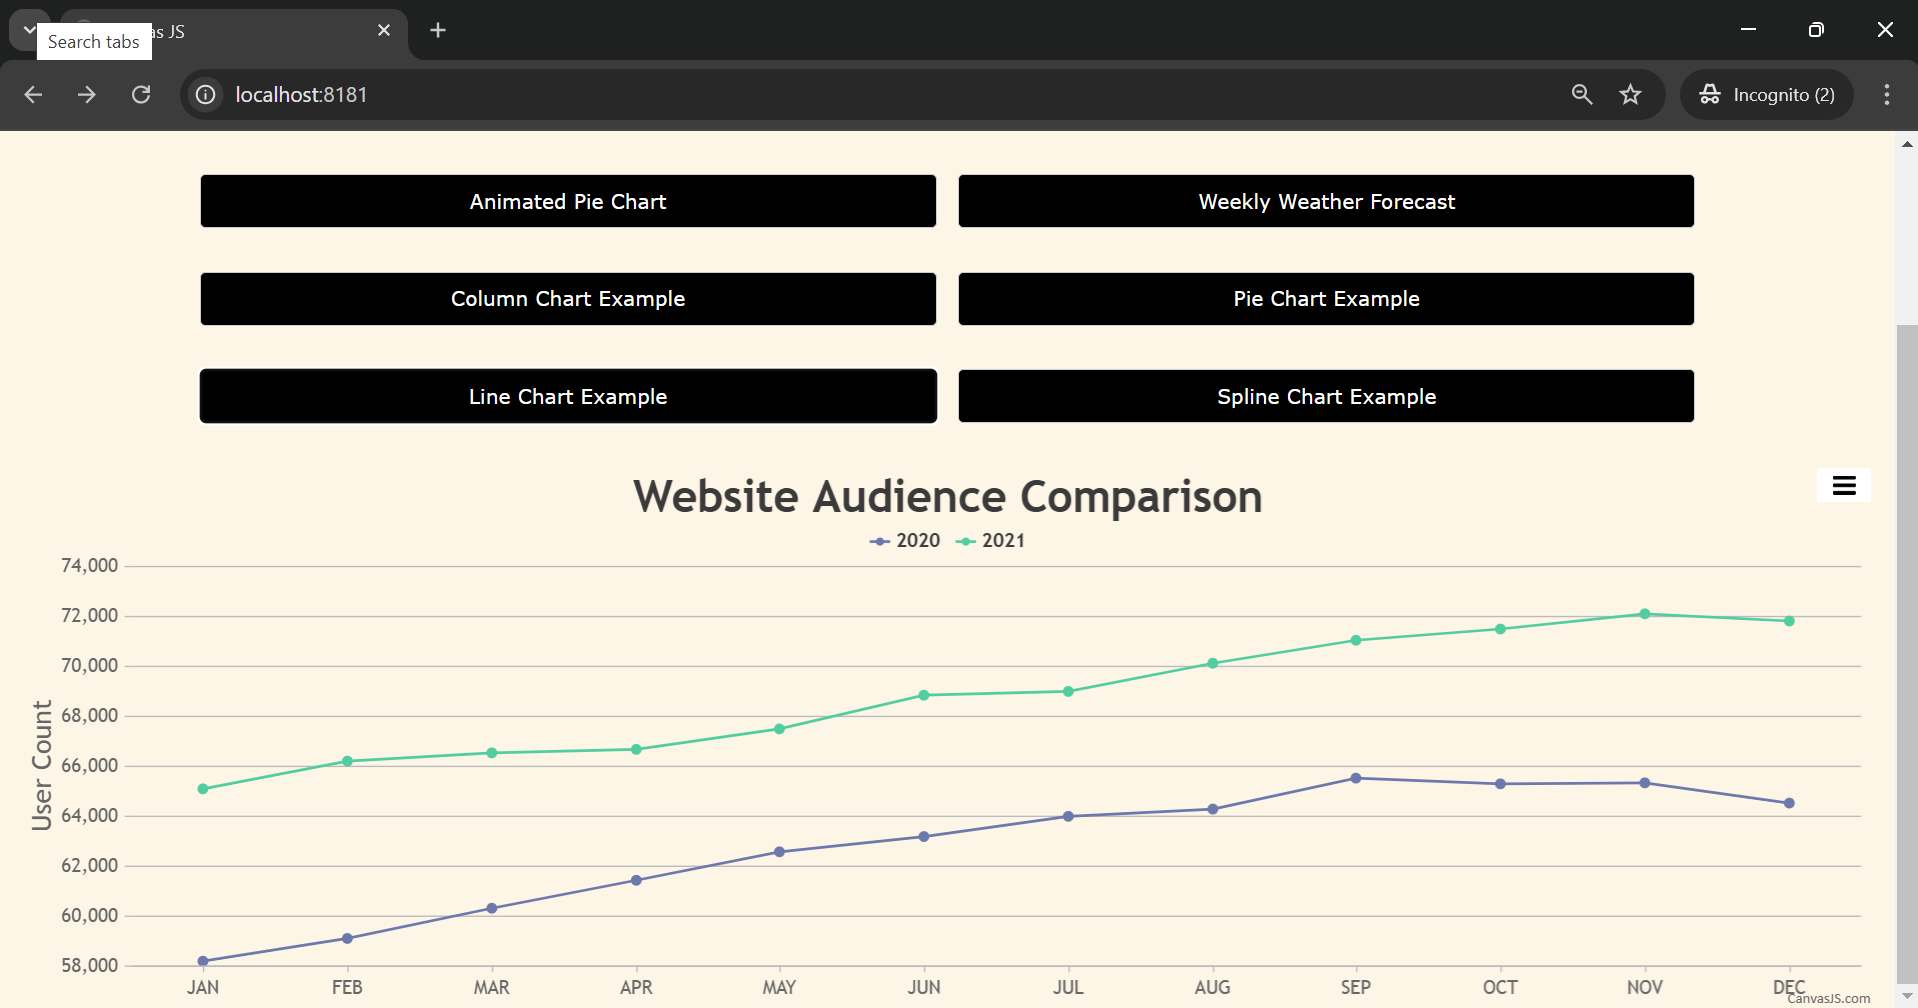 as JS
Search tabs
localhost:8181
Incognito (2)
Animated Pie Chart
Weekly Weather Forecast
Column Chart Example
Pie Chart Example
Line Chart Example
Spline Chart Example
Website Audience Comparison
2020 2021
User Count
74,000
72,000
70,000
68,000
66,000
64,000
62,000
60,000
58,000
JAN FEB MAR APR MAY JUN JUL AUG SEP OCT NOV DEC
CanvasJS.com